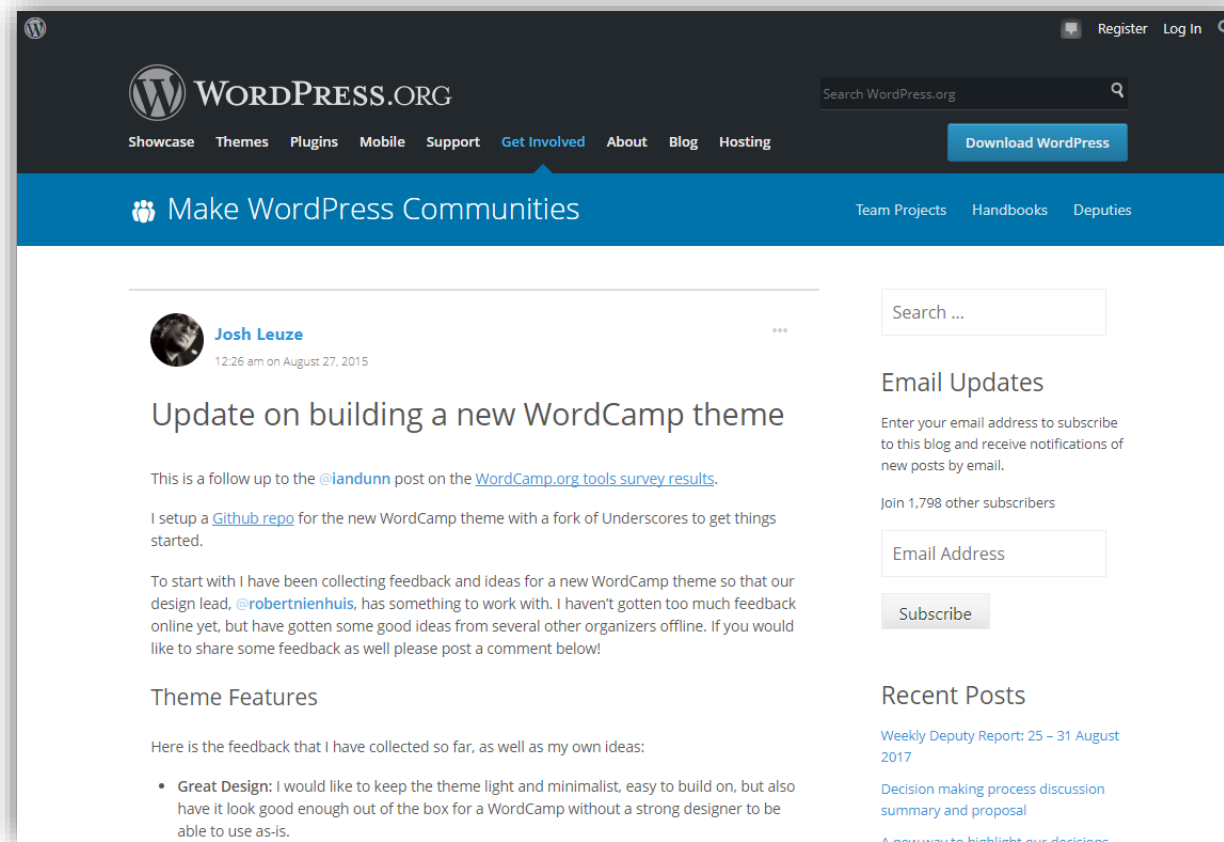 Register Log In
WORDPRESS.ORG
Search WordPress.org
Showcase Themes Plugins Mobile Support Get Involved About Blog Hosting
Download WordPress
Make WordPress Communities
Team Projects Handbooks Deputies
Josh Leuze
12:26 am on August 27, 2015
Update on building a new WordCamp theme
This is a follow up to the @iandunn post on the WordCamp.org tools survey results.
I setup a Github repo for the new WordCamp theme with a fork of Underscores to get things
started.
To start with I have been collecting feedback and ideas for a new WordCamp theme so that our
design lead, @robertnienhuis, has something to work with. I haven't gotten too much feedback
online yet, but have gotten some good ideas from several other organizers offline. If you would
like to share some feedback as well please post a comment below!
Theme Features
Here is the feedback that I have collected so far, as well as my own ideas:
• Great Design: I would like to keep the theme light and minimalist, easy to build on, but also
have it look good enough out of the box for a WordCamp without a strong designer to be
able to use as-is.
Search ...
Email Updates
Enter your email address to subscribe
to this blog and receive notifications of
new posts by email.
Join 1,798 other subscribers
Email Address
Subscribe
Recent Posts
Weekly Deputy Report: 25 – 31 August
2017
Decision making process discussion
summary and proposal
A new way to highlight our decisions